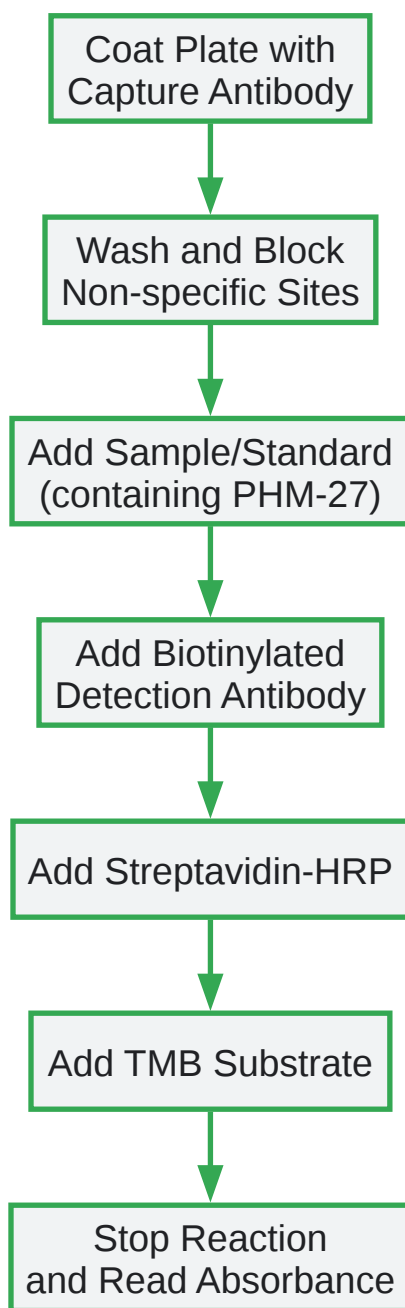 Coat Plate with
Capture Antibody
Wash and Block
Non-specific Sites
Add Sample/Standard
(containing PHM-27)
Add Biotinylated
Detection Antibody
Add Streptavidin-HRP
Add TMB Substrate
Stop Reaction
and Read Absorbance